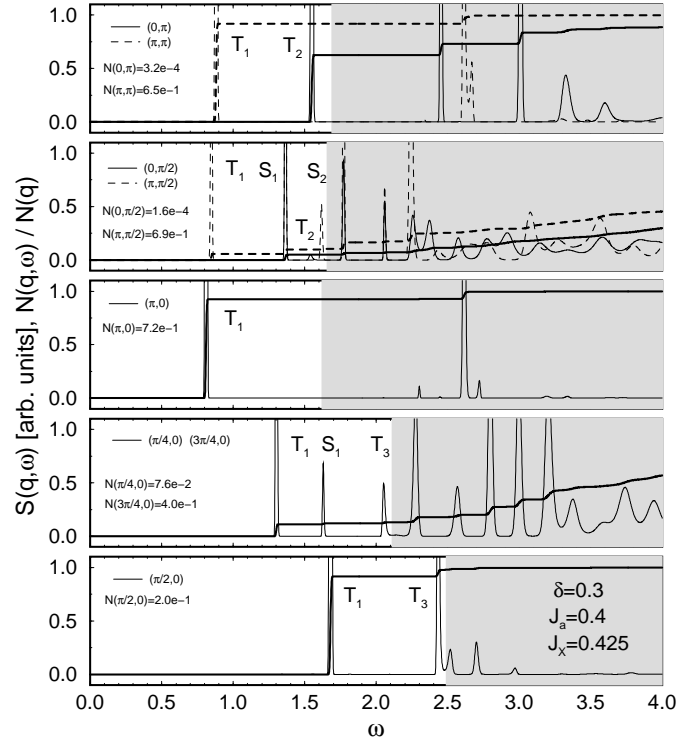 S(q,ω) [arb. units], N(q,ω) / N(q)
1.0
0.5
0.0
(0,π)
(π,π)
N(0,π)=3.2e-4
N(π,π)=6.5e-1
T1
T2
1.0
0.5
0.0
(0,π/2)
(π,π/2)
N(0,π/2)=1.6e-4
N(π,π/2)=6.9e-1
T1 S1 S2
T2
1.0
0.5
0.0
(π,0)
N(π,0)=7.2e-1
T1
1.0
0.5
0.0
(π/4,0) (3π/4,0)
N(π/4,0)=7.6e-2
N(3π/4,0)=4.0e-1
T1 S1 T3
1.0
0.5
0.0
(π/2,0)
N(π/2,0)=2.0e-1
T1 T3
δ=0.3
Ja=0.4
JX=0.425
0.0 0.5 1.0 1.5 2.0 2.5 3.0 3.5 4.0
ω